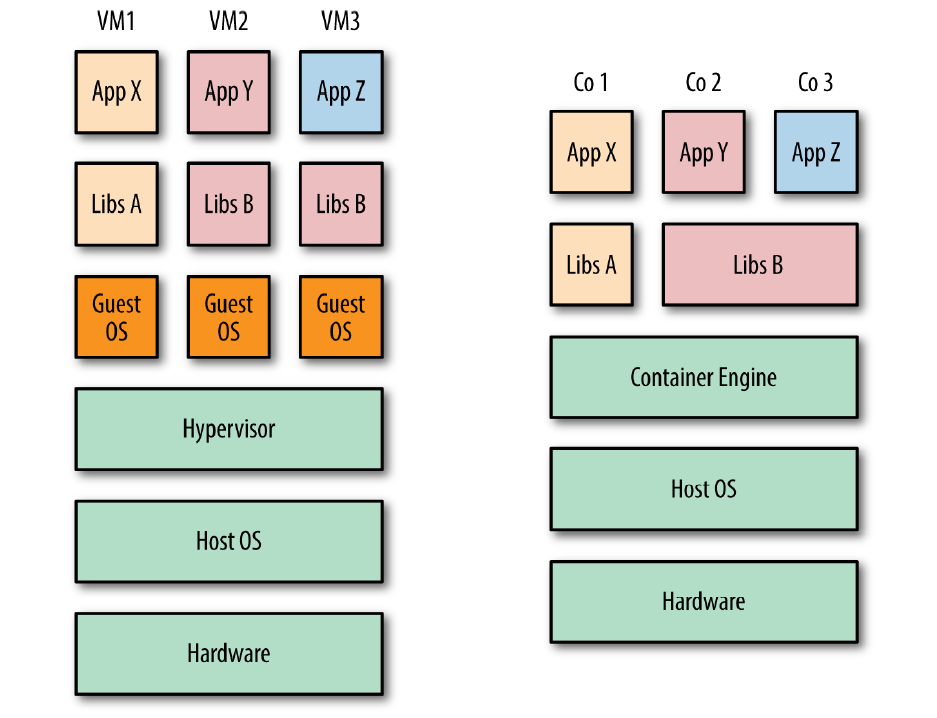 VM1 VM2 VM3
App X App Y App Z
Libs A Libs B Libs B
Guest OS Guest OS Guest OS
Hypervisor
Host OS
Hardware
Co 1 Co 2 Co 3
App X App Y App Z
Libs A Libs B
Container Engine
Host OS
Hardware